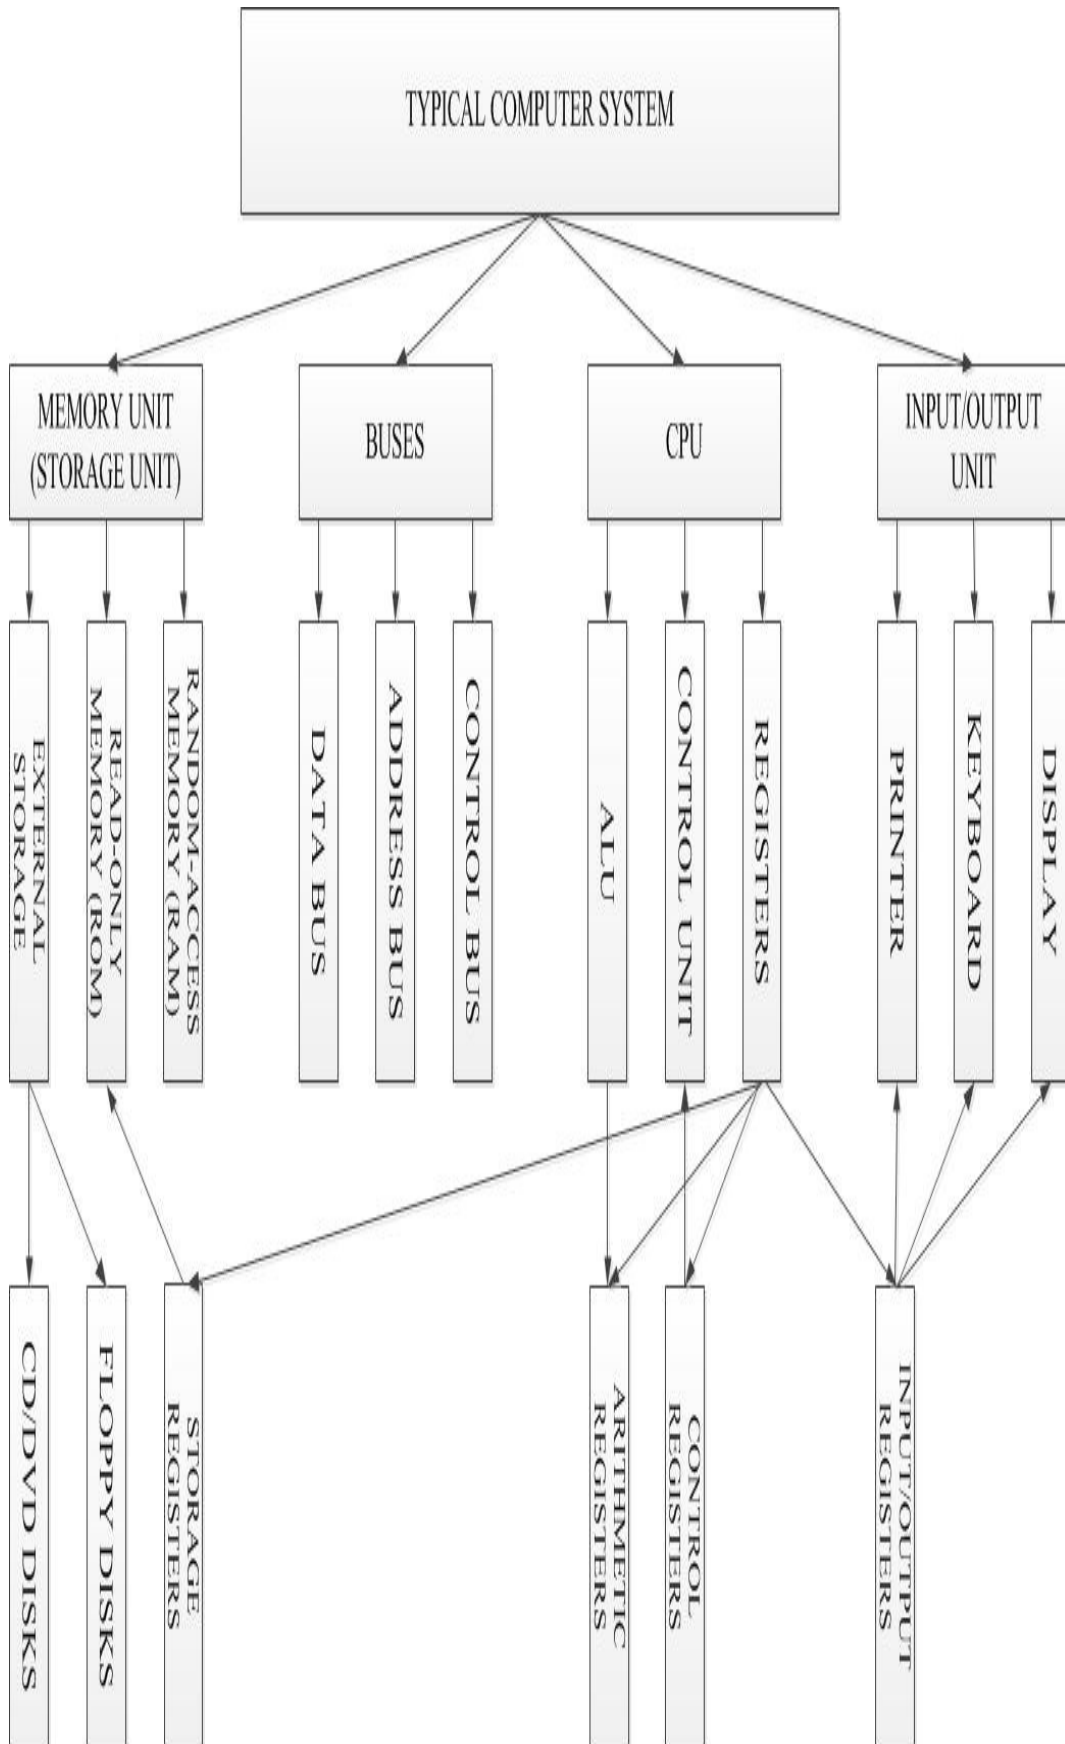 TYPICAL COMPUTER SYSTEM
MEMORY UNIT
(STORAGE UNIT)
BUSES
CPU
INPUT/OUTPUT
UNIT
EXTERNAL
STORAGE
READ-ONLY
MEMORY (ROM)
RANDOM-ACCESS
MEMORY (RAM)
DATA BUS
ADDRESS BUS
CONTROL BUS
ALU
CONTROL UNIT
REGISTERS
PRINTER
KEYBOARD
DISPLAY
CD/DVD DISKS
FLOPPY DISKS
STORAGE
REGISTERS
ARITHMETIC
REGISTERS
CONTROL
REGISTERS
INPUT/OUTPUT
REGISTERS